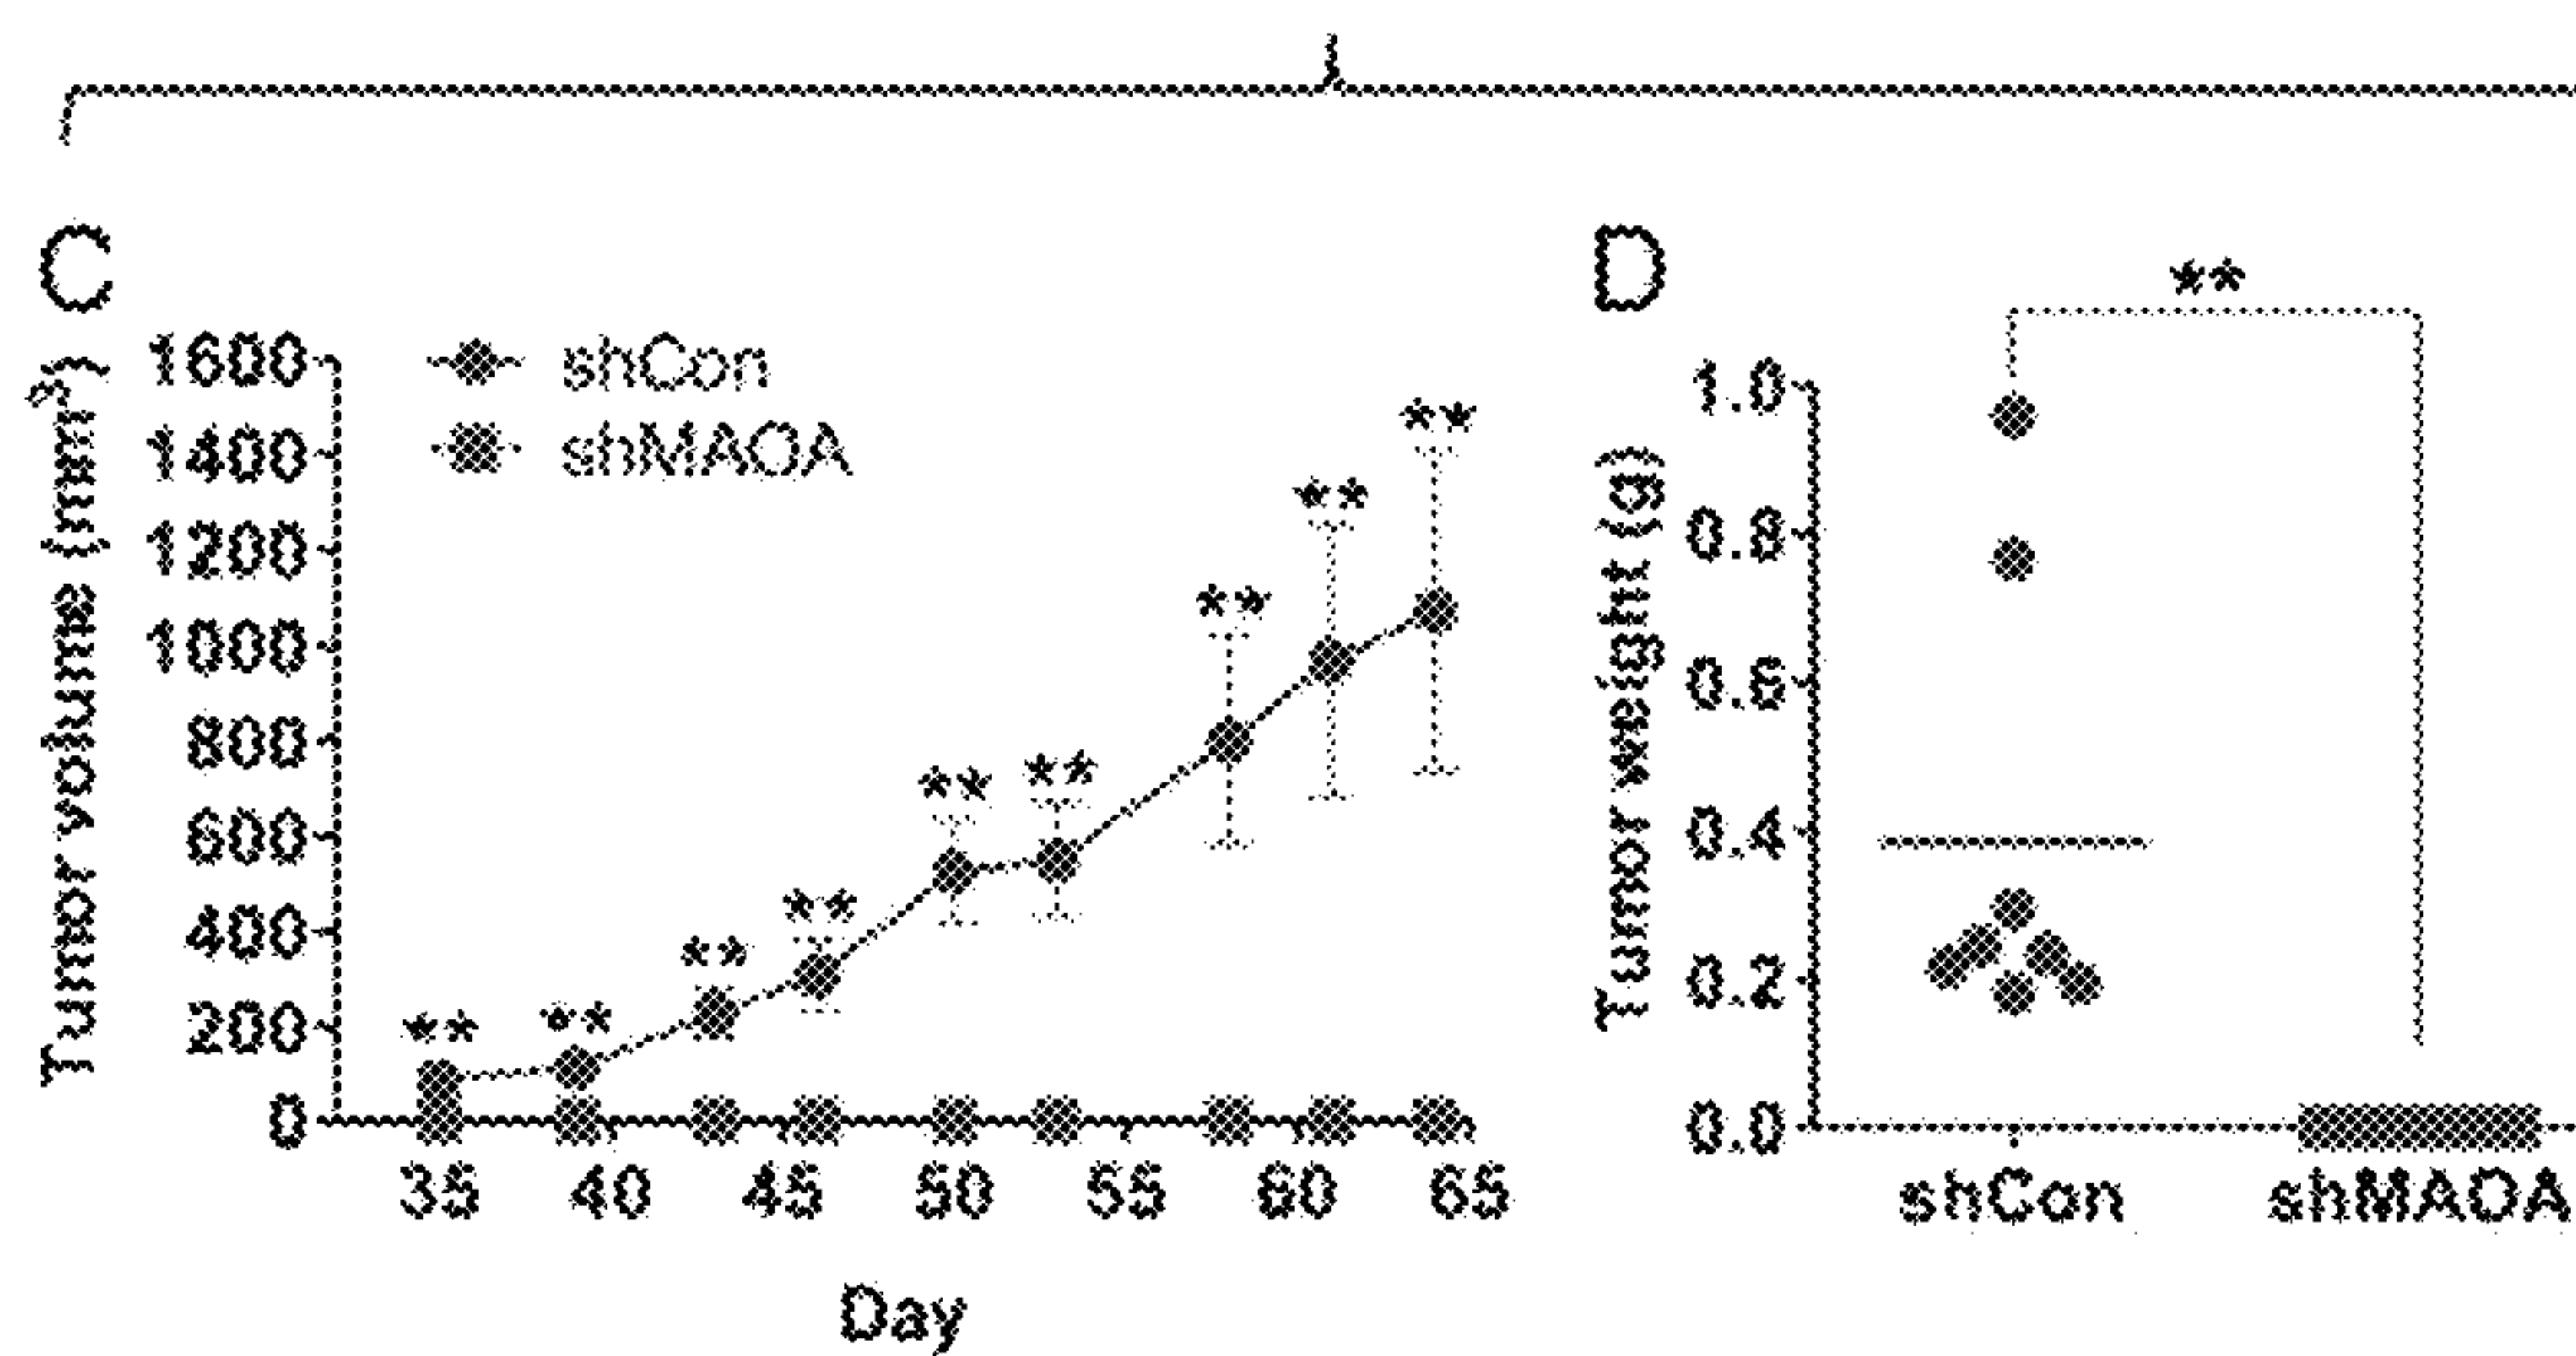 C
Tumor volume (mm³)
1600
1400
1200
1000
800
600
400
200
0
shCon
shMAOA
**
**
**
**
**
**
**
**
**
35 40 45 50 55 60 65
Day
D
**
Tumor weight (g)
1.0
0.8
0.6
0.4
0.2
0.0
shCon shMAOA